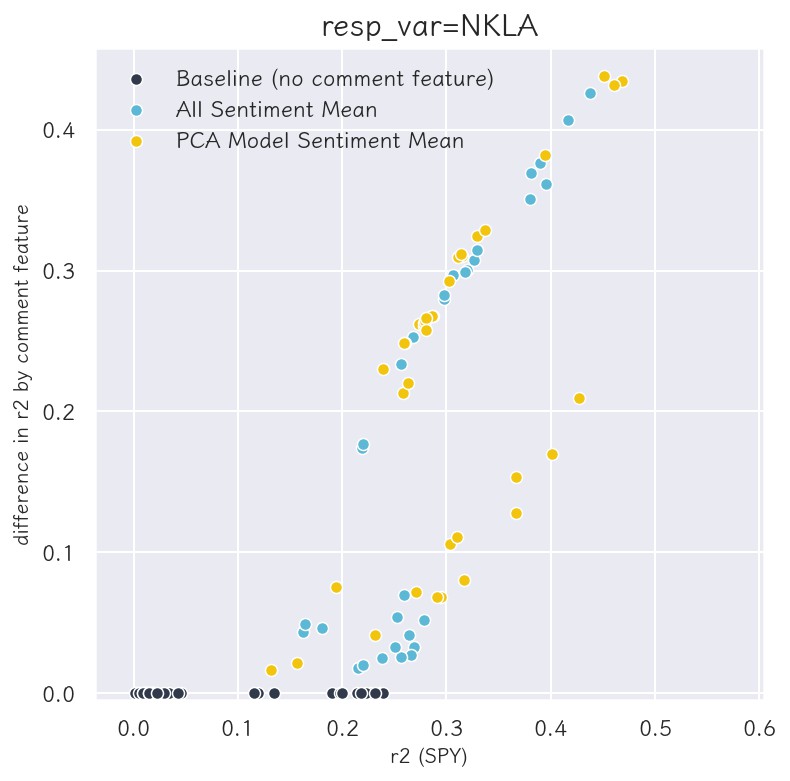 resp_var=NKLA
Baseline (no comment feature)
All Sentiment Mean
PCA Model Sentiment Mean
difference in r2 by comment feature
0.4
0.3
0.2
0.1
0.0
0.0 0.1 0.2 0.3 0.4 0.5 0.6
r2 (SPY)